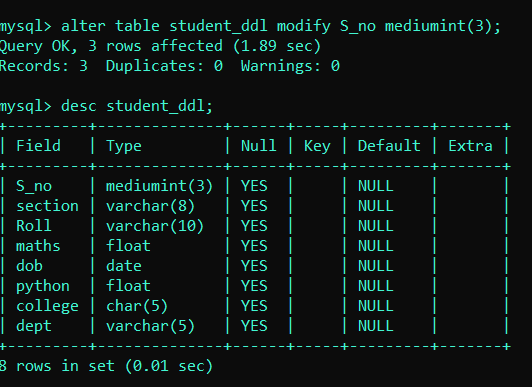 mysql> alter table student_ddl modify S_no mediumint(3);
Query OK, 3 rows affected (1.89 sec)
Records: 3  Duplicates: 0  Warnings: 0

mysql> desc student_ddl;
+---------+--------------+------+-----+---------+-------+
| Field   | Type         | Null | Key | Default | Extra |
+---------+--------------+------+-----+---------+-------+
| S_no    | mediumint(3) | YES  |     | NULL    |       |
| section | varchar(8)   | YES  |     | NULL    |       |
| Roll    | varchar(10)  | YES  |     | NULL    |       |
| maths   | float        | YES  |     | NULL    |       |
| dob     | date         | YES  |     | NULL    |       |
| python  | float        | YES  |     | NULL    |       |
| college | char(5)      | YES  |     | NULL    |       |
| dept    | varchar(5)   | YES  |     | NULL    |       |
+---------+--------------+------+-----+---------+-------+
8 rows in set (0.01 sec)